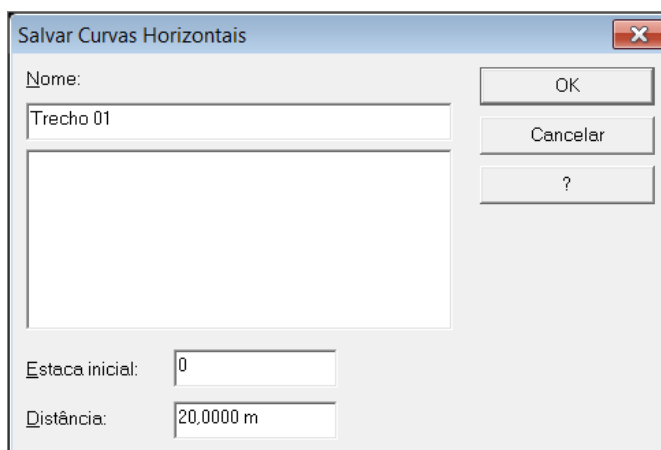 Salvar Curvas Horizontais
Nome:
OK
Trecho 01
Cancelar
?
Estaca inicial: 0
Distância: 20,0000 m